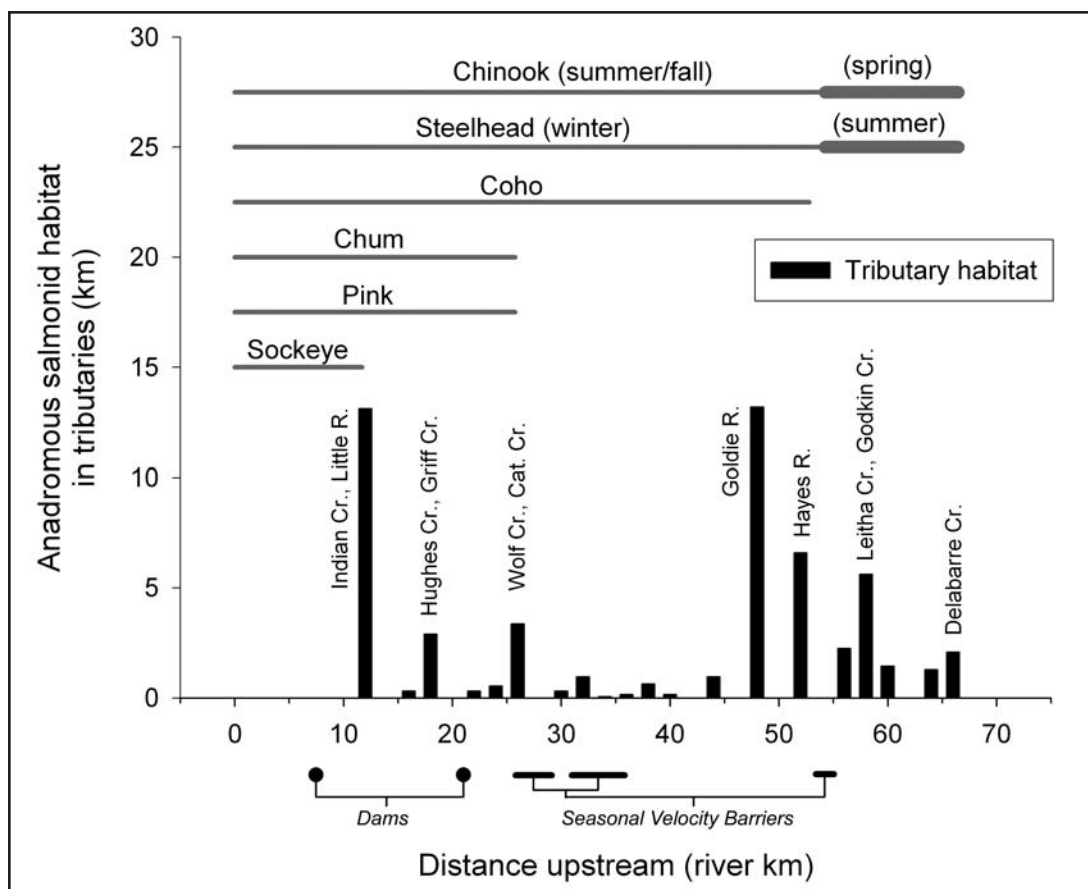 30
25
20
15
10
5
0
Anadromous salmonid habitat
in tributaries (km)
Chinook (summer/fall)
(spring)
Steelhead (winter)
(summer)
Coho
Chum
Pink
Sockeye
Tributary habitat
Indian Cr., Little R.
Hughes Cr., Griff Cr.
Wolf Cr., Cat. Cr.
Goldie R.
Hayes R.
Leitha Cr., Godkin Cr.
Delabarre Cr.
0 10 20 30 40 50 60 70
Dams
Seasonal Velocity Barriers
Distance upstream (river km)